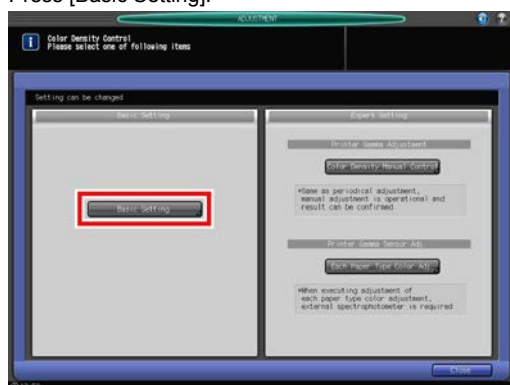 Press [Basic Setting].
ADJUSTMENT
Color Density Control
Please select one of following items
Setting can be changed
Basic Setting
Expert Setting
Printer Gamma Adjustment
Color Density Manual Control
*Same as periodical adjustment,
manual adjustment is operational and
result can be confirmed
Basic Setting
Printer Gamma Sensor Adj.
Each Paper Type Color Adj.
*When executing adjustment of
each paper type color adjustment,
external spectrophotometer is required
Close